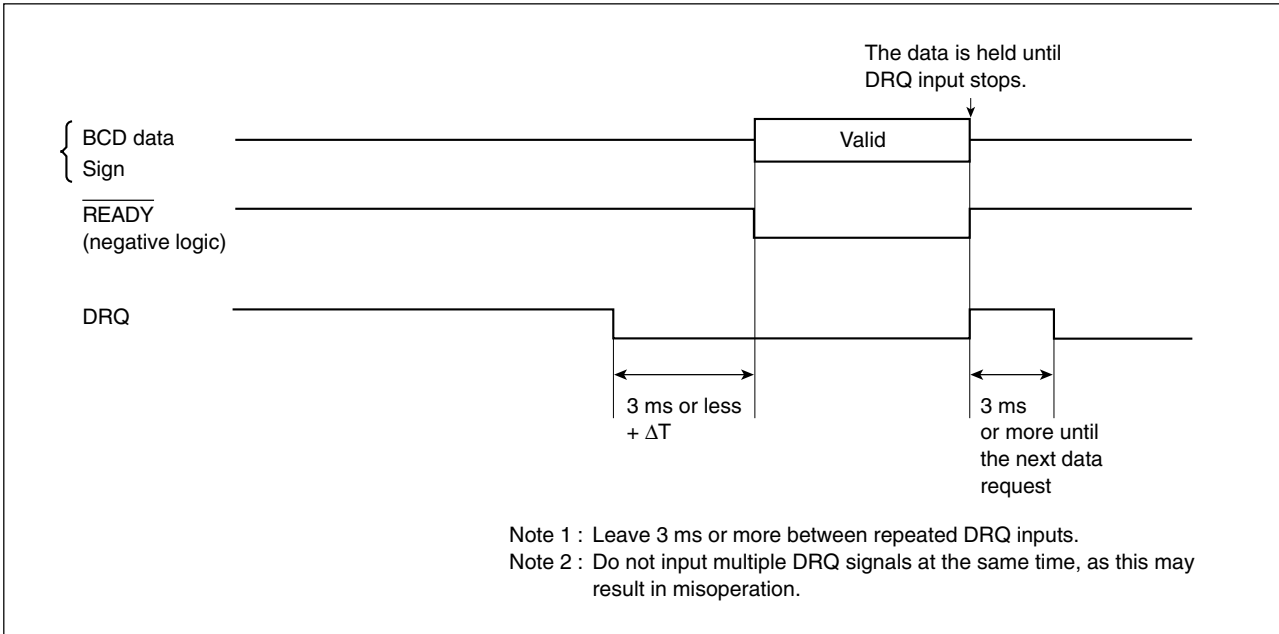 The data is held until
DRQ input stops.
BCD data
Sign
Valid
READY
(negative logic)
DRQ
3 ms or less
+ ΔT
3 ms
or more until
the next data
request
Note 1 : Leave 3 ms or more between repeated DRQ inputs.
Note 2 : Do not input multiple DRQ signals at the same time, as this may
result in misoperation.